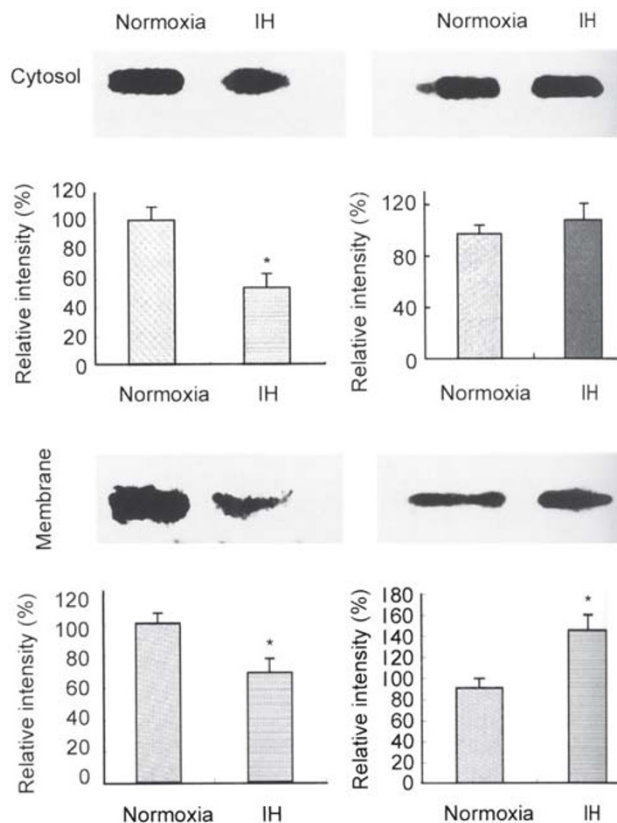 Normoxia IH
Normoxia IH
Cytosol
Relative intensity (%)
120
100
80
60
40
20
0
*
Normoxia IH
Relative intensity (%)
120
80
40
0
Normoxia IH
Membrane
Relative intensity (%)
120
100
80
60
40
20
0
*
Normoxia IH
Relative intensity (%)
180
160
140
120
100
80
60
40
20
0
*
Normoxia IH